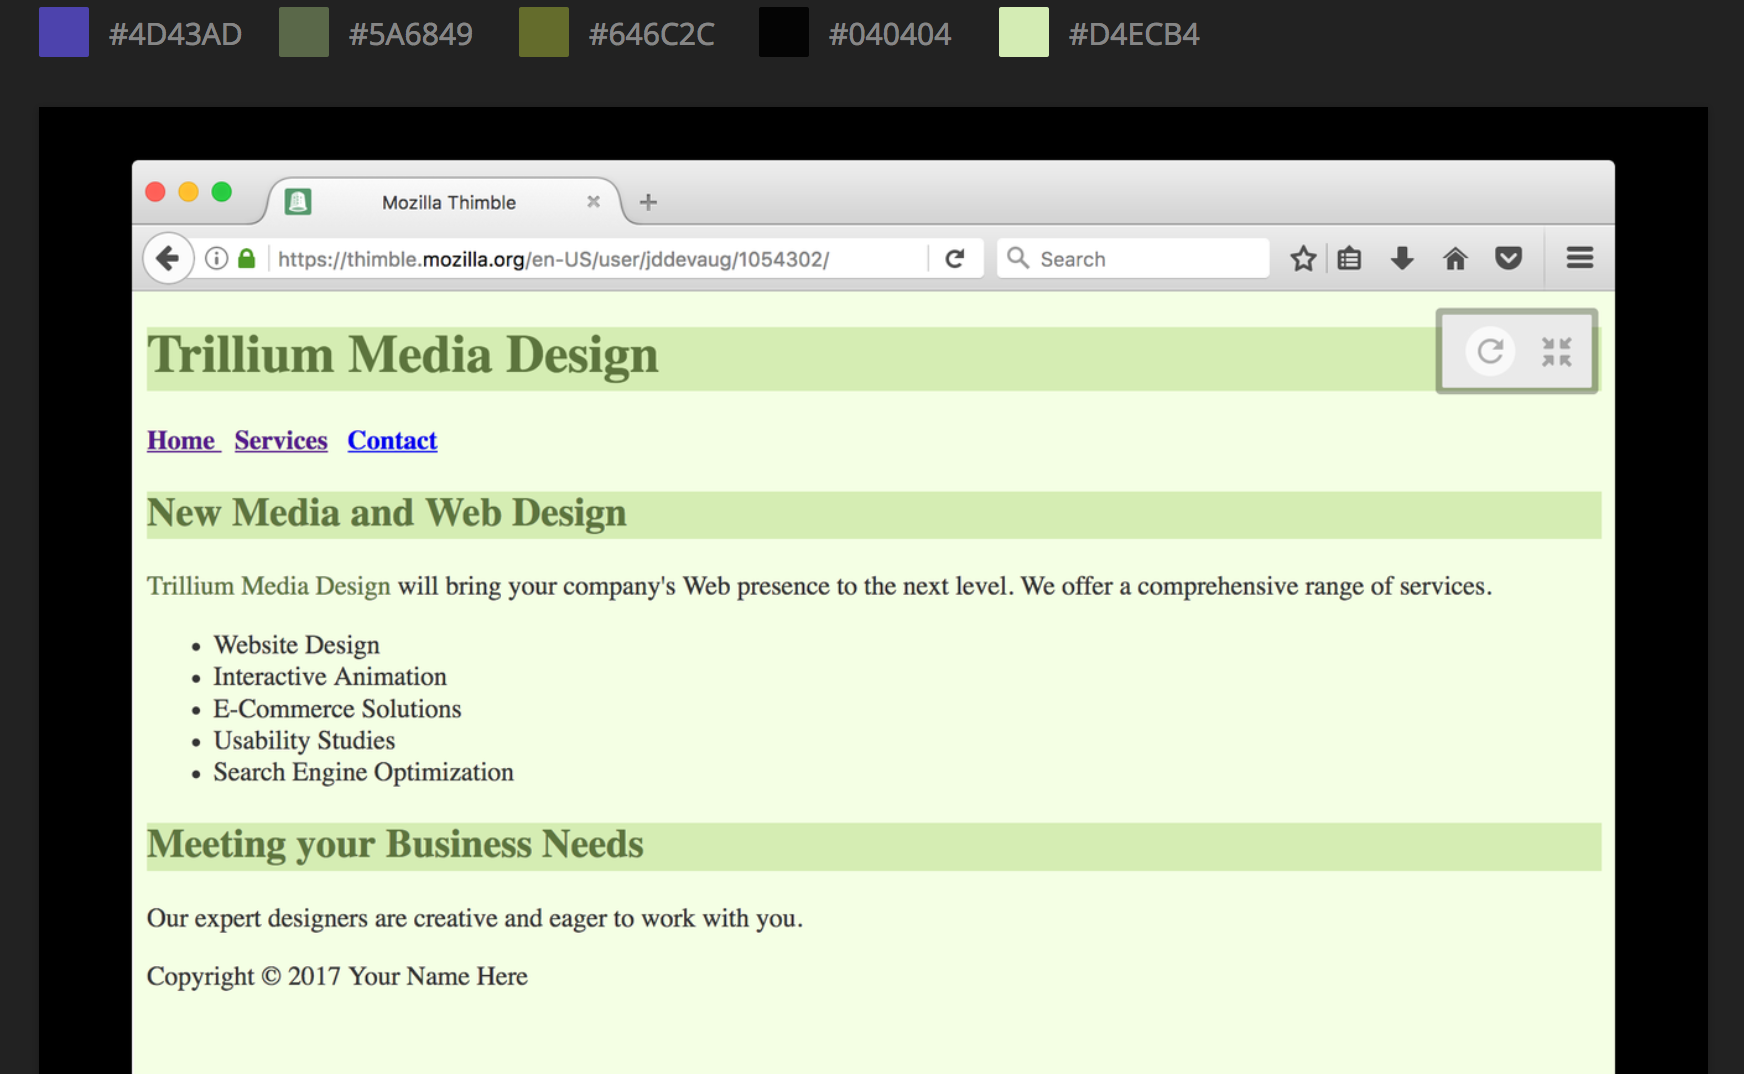 #4D43AD #5A6849 #646C2C #040404 #D4ECB4
Mozilla Thimble
https://thimble.mozilla.org/en-US/user/jddevaug/1054302/ Search
Trillium Media Design
Home Services Contact
New Media and Web Design
Trillium Media Design will bring your company's Web presence to the next level. We offer a comprehensive range of services.
• Website Design
• Interactive Animation
• E-Commerce Solutions
• Usability Studies
• Search Engine Optimization
Meeting your Business Needs
Our expert designers are creative and eager to work with you.
Copyright © 2017 Your Name Here